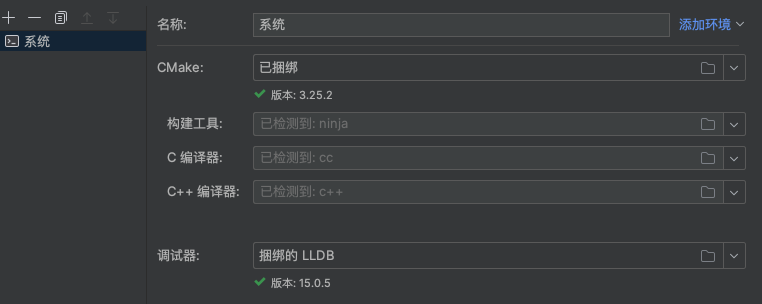 名称: 系统 添加环境
系统
CMake: 已捆绑
版本: 3.25.2
构建工具: 已检测到: ninja
C 编译器: 已检测到: cc
C++ 编译器: 已检测到: c++
调试器: 捆绑的 LLDB
版本: 15.0.5